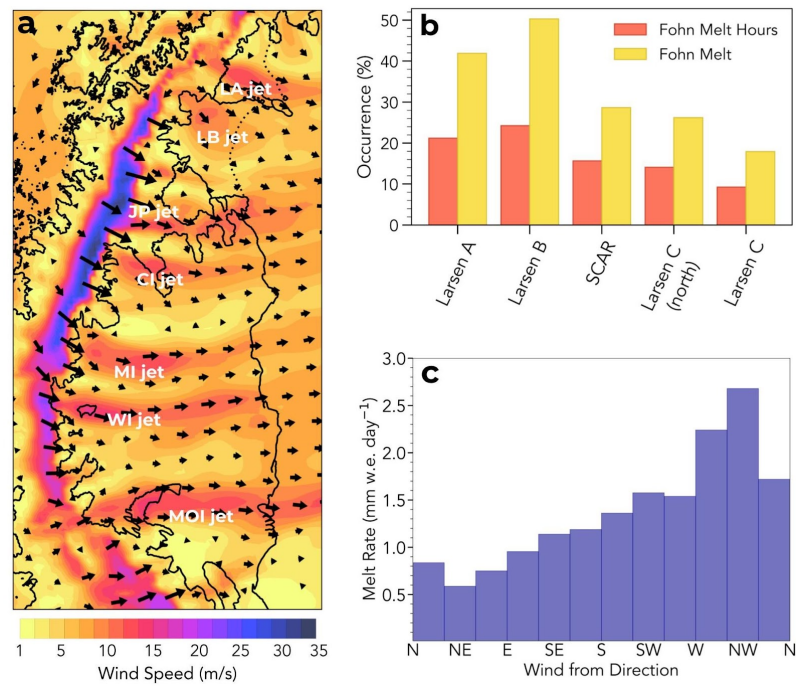 a
LA jet
LB jet
JP jet
CI jet
MI jet
WI jet
MOI jet
1 5 10 15 20 25 30 35
Wind Speed (m/s)
b
Fohn Melt Hours
Fohn Melt
Occurrence (%)
50
40
30
20
10
0
Larsen A
Larsen B
SCAR
Larsen C
(north)
Larsen C
c
Melt Rate (mm w.e. day⁻¹)
3.0
2.5
2.0
1.5
1.0
0.5
N NE E SE S SW W NW N
Wind from Direction